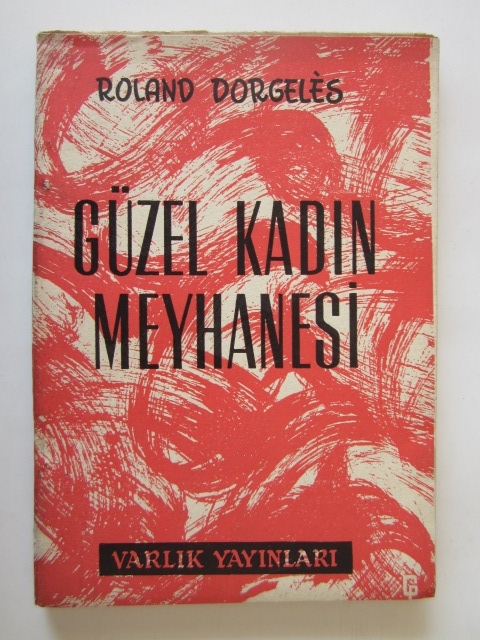 ROLAND DORGELÈS
GÜZEL KADIN
MEYHANESİ
VARLIK YAYINLARI